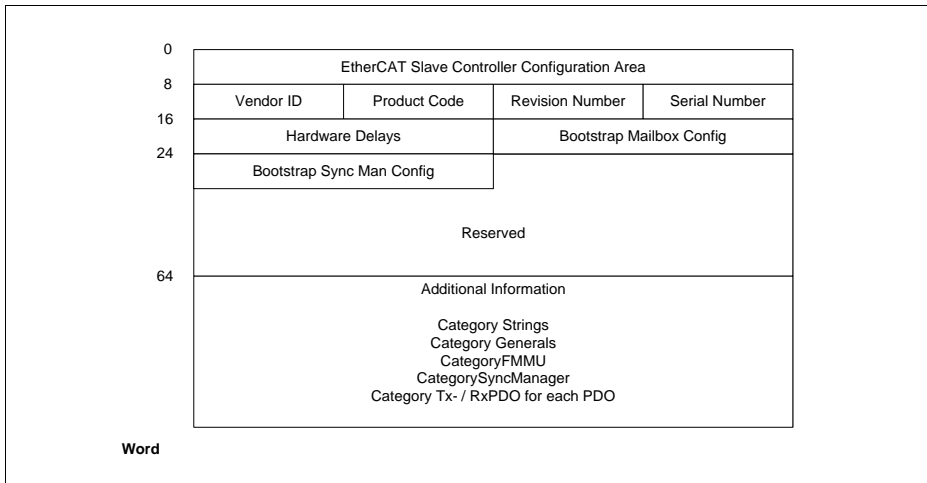 0
EtherCAT Slave Controller Configuration Area
8
Vendor ID Product Code Revision Number Serial Number
16
Hardware Delays Bootstrap Mailbox Config
24
Bootstrap Sync Man Config
Reserved
64
Additional Information
Category Strings
Category Generals
CategoryFMMU
CategorySyncManager
Category Tx- / RxPDO for each PDO
Word